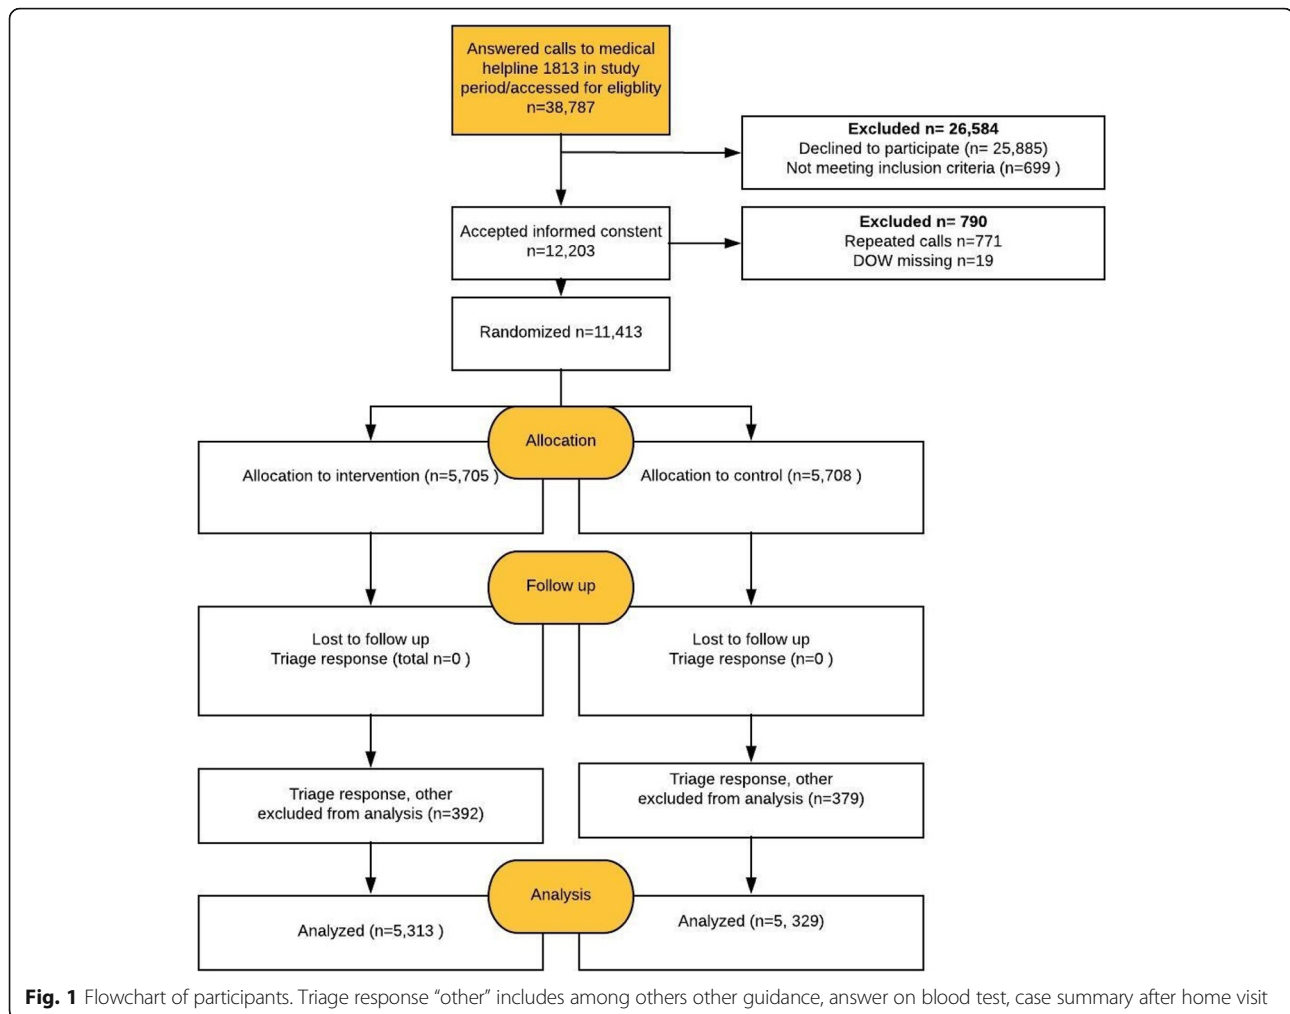 Answered calls to medical
helpline 1813 in study
period/accessed for eligblity
n=38,787
Excluded n= 26,584
Declined to participate (n= 25,885)
Not meeting inclusion criteria (n=699 )
Accepted informed constent
n=12,203
Excluded n= 790
Repeated calls n=771
DOW missing n=19
Randomized n=11,413
Allocation
Allocation to intervention (n=5,705 )
Allocation to control (n=5,708 )
Follow up
Lost to follow up
Triage response (total n=0 )
Lost to follow up
Triage response (n=0 )
Triage response, other
excluded from analysis (n=392)
Triage response, other
excluded from analysis (n=379)
Analysis
Analyzed (n=5,313 )
Analyzed (n=5, 329)
Fig. 1 Flowchart of participants. Triage response “other” includes among others other guidance, answer on blood test, case summary after home visit